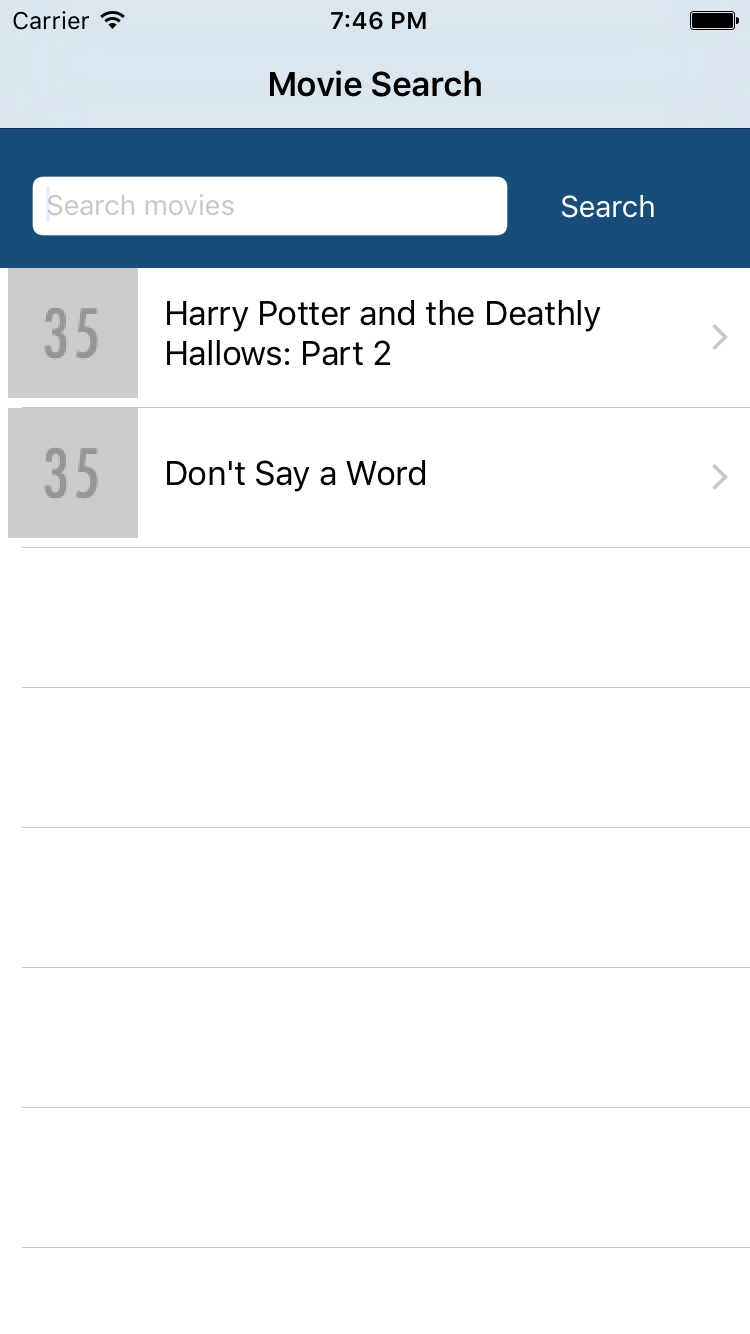 Carrier 7:46 PM
Movie Search
Search movies Search
35
Harry Potter and the Deathly
Hallows: Part 2
35
Don't Say a Word